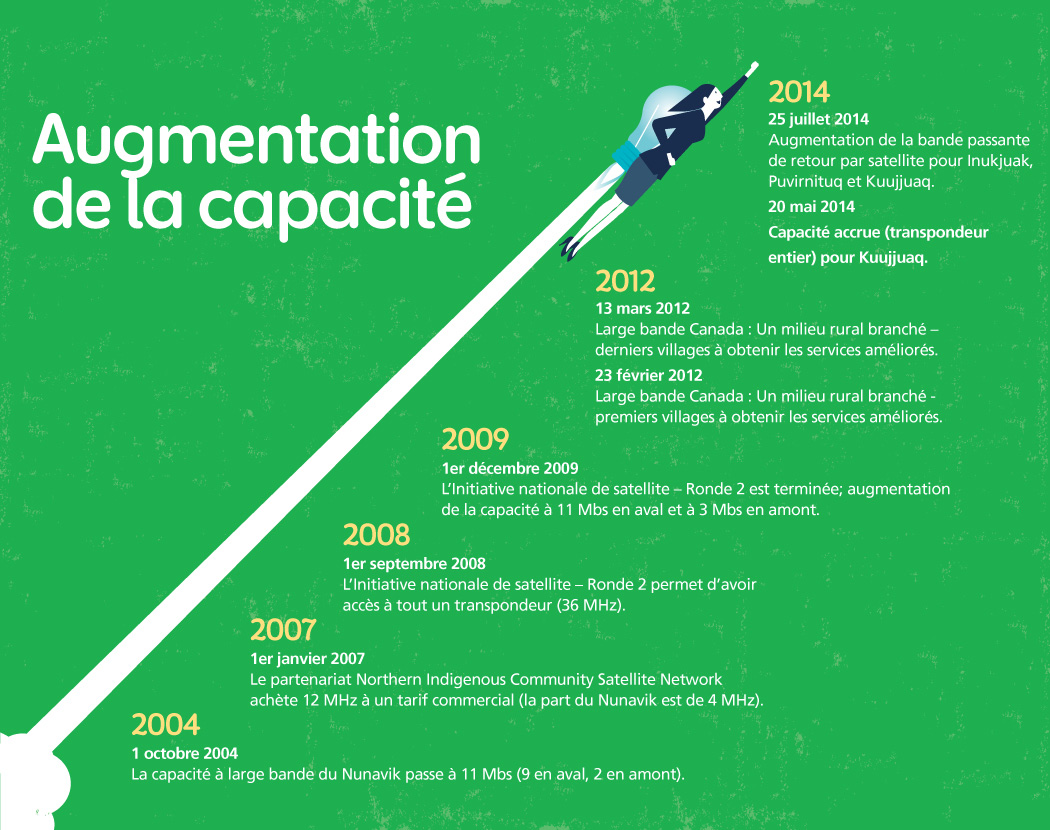 Augmentation
de la capacité
2014
25 juillet 2014
Augmentation de la bande passante
de retour par satellite pour Inukjuak,
Puvirnituq et Kuujjuaq.
20 mai 2014
Capacité accrue (transpondeur
entier) pour Kuujjuaq.
2012
13 mars 2012
Large bande Canada : Un milieu rural branché –
derniers villages à obtenir les services améliorés.
23 février 2012
Large bande Canada : Un milieu rural branché -
premiers villages à obtenir les services améliorés.
2009
1er décembre 2009
L’Initiative nationale de satellite – Ronde 2 est terminée; augmentation
de la capacité à 11 Mbs en aval et à 3 Mbs en amont.
2008
1er septembre 2008
L’Initiative nationale de satellite – Ronde 2 permet d’avoir
accès à tout un transpondeur (36 MHz).
2007
1er janvier 2007
Le partenariat Northern Indigenous Community Satellite Network
achète 12 MHz à un tarif commercial (la part du Nunavik est de 4 MHz).
2004
1 octobre 2004
La capacité à large bande du Nunavik passe à 11 Mbs (9 en aval, 2 en amont).